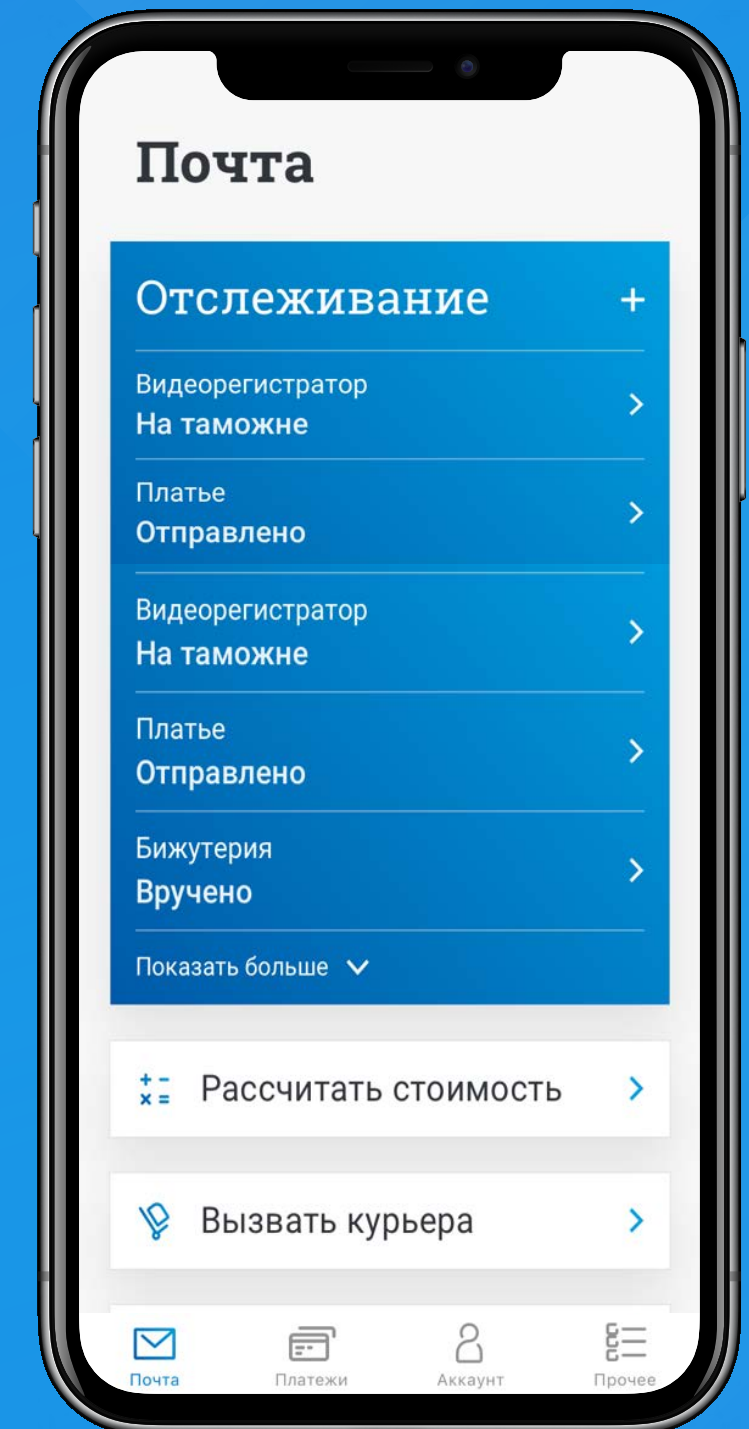 Почта
Отслеживание
Видеорегистратор
На таможне
Платье
Отправлено
Видеорегистратор
На таможне
Платье
Отправлено
Бижутерия
Вручено
Показать больше
Рассчитать стоимость
Вызвать курьера
Почта Платежи Аккаунт Прочее